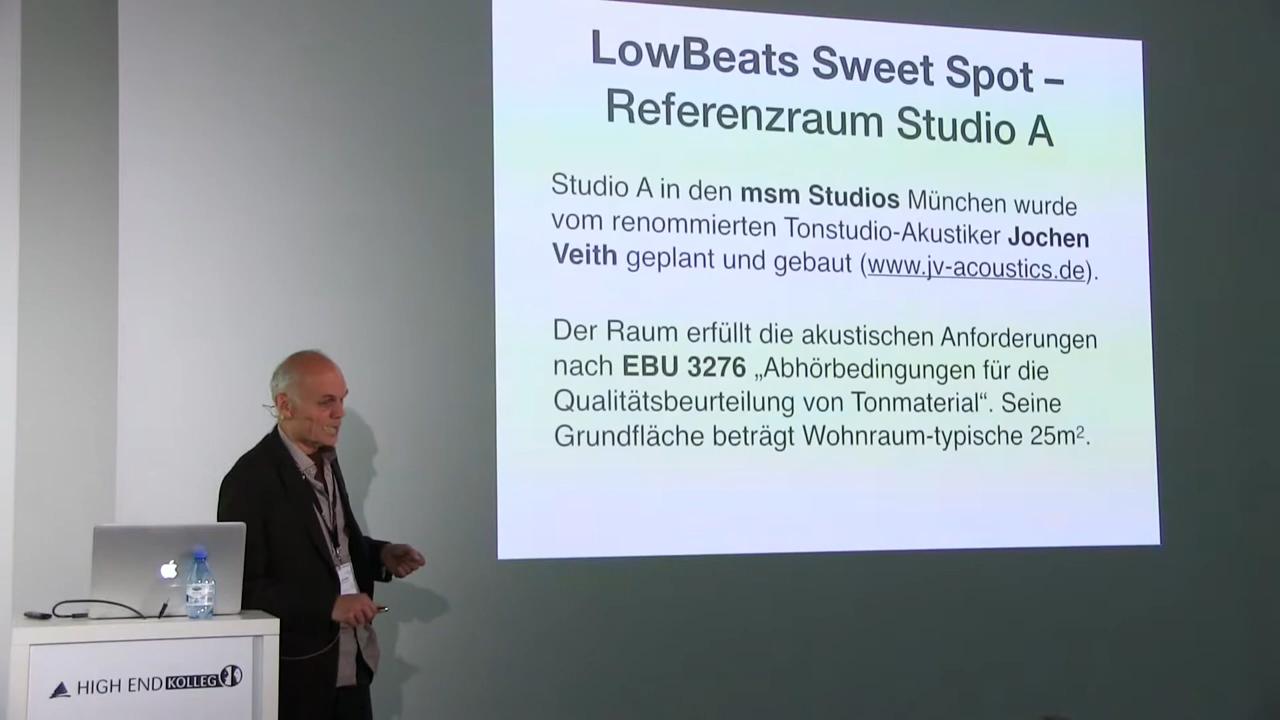 LowBeats Sweet Spot –
Referenzraum Studio A
Studio A in den msm Studios München wurde
vom renommierten Tonstudio-Akustiker Jochen
Veith geplant und gebaut (www.jv-acoustics.de).
Der Raum erfüllt die akustischen Anforderungen
nach EBU 3276 „Abhörbedingungen für die
Qualitätsbeurteilung von Tonmaterial“. Seine
Grundfläche beträgt Wohnraum-typische 25m².
HIGH END KOLLEG